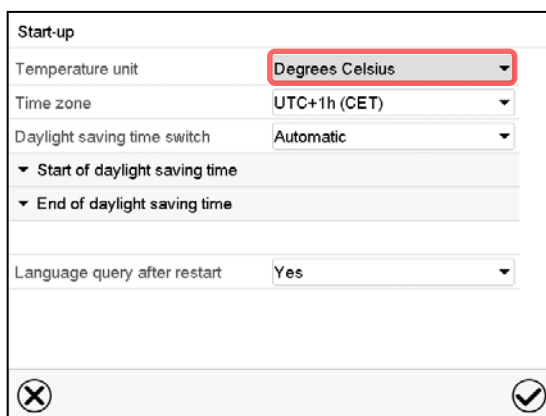 Start-up
Temperature unit Degrees Celsius
Time zone UTC+1h (CET)
Daylight saving time switch Automatic
Start of daylight saving time
End of daylight saving time
Language query after restart Yes